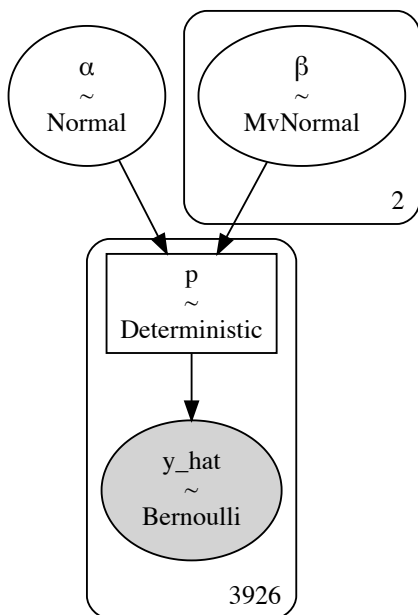 α
~
Normal
β
~
MvNormal
2
p
~
Deterministic
y_hat
~
Bernoulli
3926